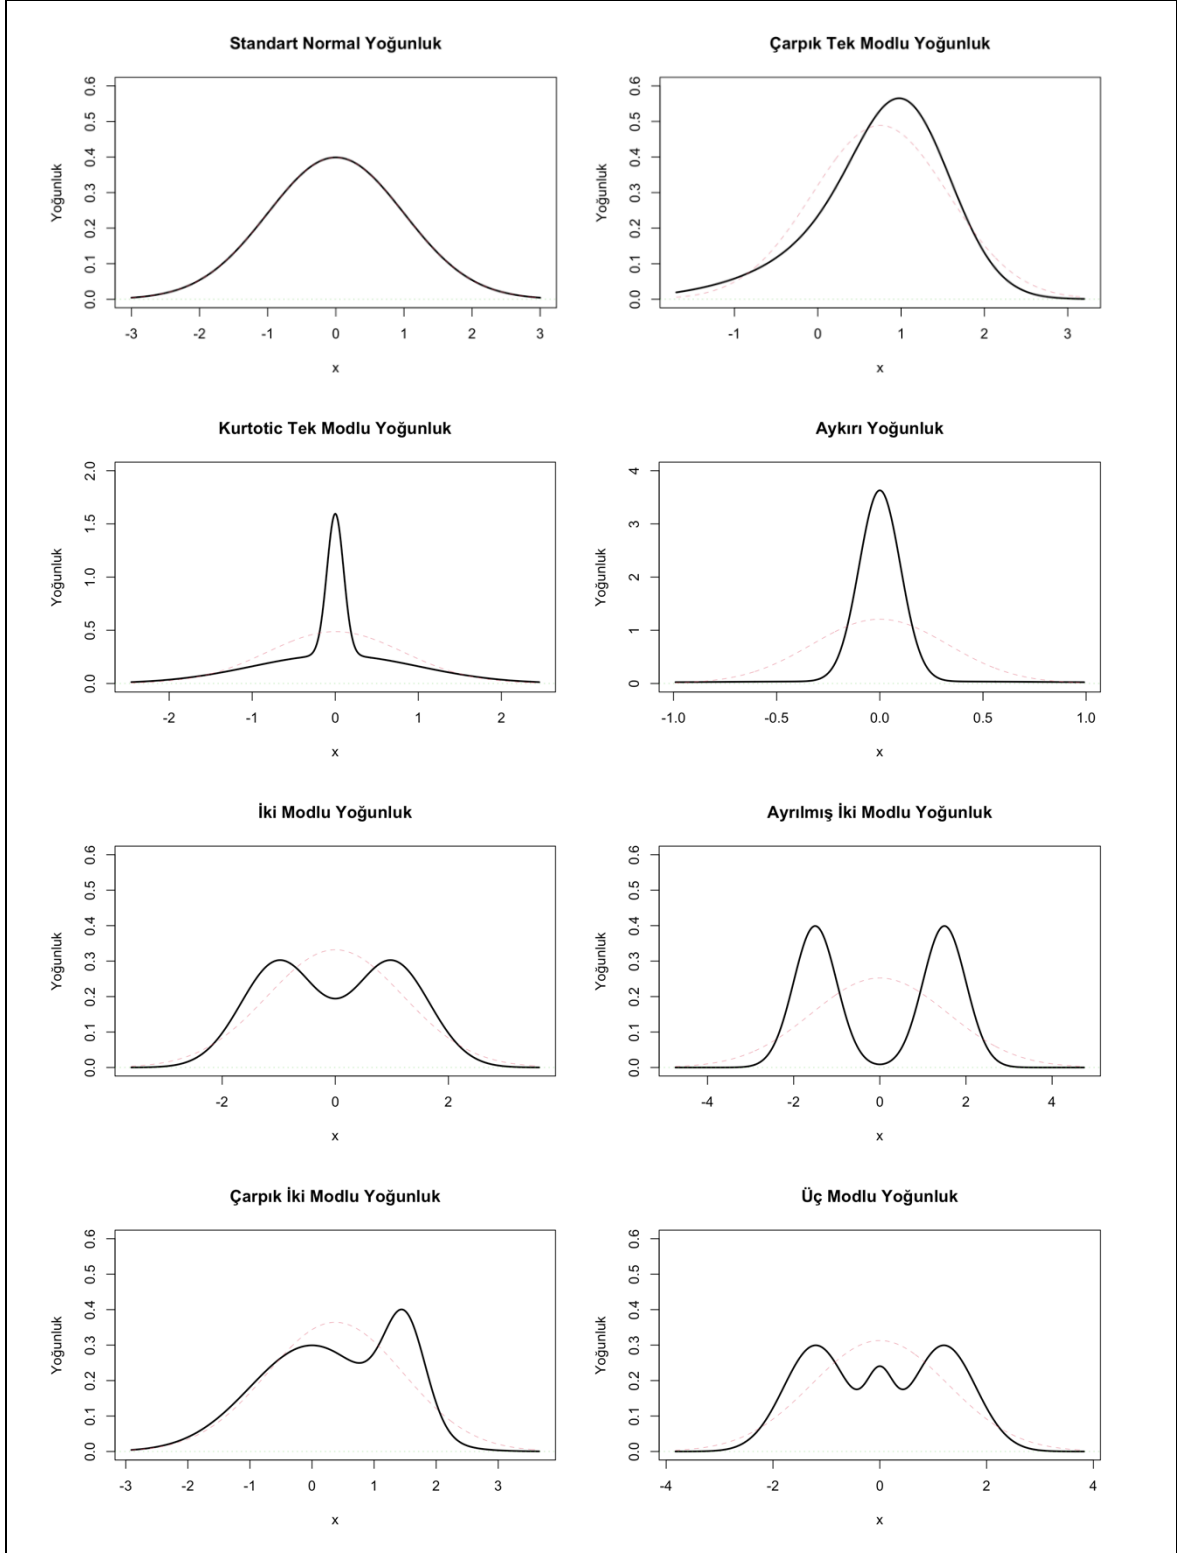 Standart Normal Yoğunluk
Yoğunluk
0.0 0.1 0.2 0.3 0.4 0.5 0.6
-3 -2 -1 0 1 2 3
x
Çarpık Tek Modlu Yoğunluk
Yoğunluk
0.0 0.1 0.2 0.3 0.4 0.5 0.6
-1 0 1 2 3
x
Kurtotic Tek Modlu Yoğunluk
Yoğunluk
0.0 0.5 1.0 1.5 2.0
-2 -1 0 1 2
x
Aykırı Yoğunluk
Yoğunluk
0 1 2 3 4
-1.0 -0.5 0.0 0.5 1.0
x
İki Modlu Yoğunluk
Yoğunluk
0.0 0.1 0.2 0.3 0.4 0.5 0.6
-2 0 2
x
Ayrılmış İki Modlu Yoğunluk
Yoğunluk
0.0 0.1 0.2 0.3 0.4 0.5 0.6
-4 -2 0 2 4
x
Çarpık İki Modlu Yoğunluk
Yoğunluk
0.0 0.1 0.2 0.3 0.4 0.5 0.6
-3 -2 -1 0 1 2 3
x
Üç Modlu Yoğunluk
Yoğunluk
0.0 0.1 0.2 0.3 0.4 0.5 0.6
-4 -2 0 2 4
x